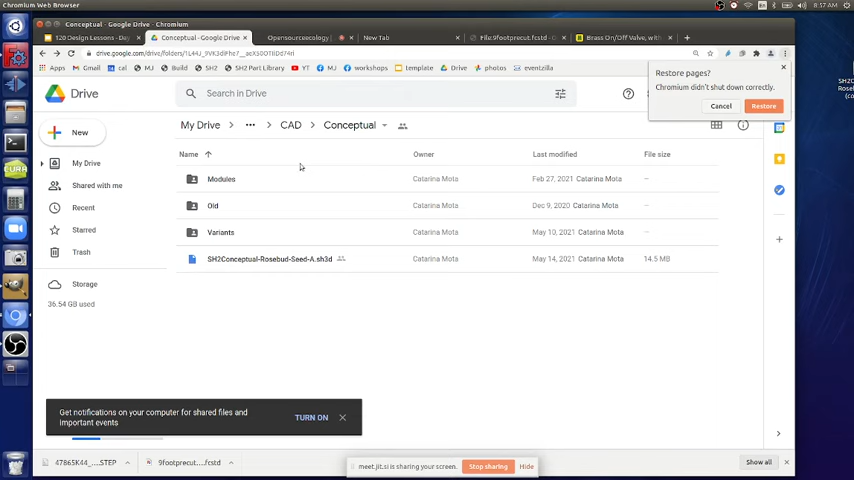 Chromium Web Browser
8:57 AM
Conceptual - Google Drive - Chromium
120 Design Lessons - Day
Conceptual - Google Drive
Opensourceecology
New Tab
File:9footprecut.fcstd - O
Brass On/Off Valve, with
Apps
Gmail
cal
MJ
Build
SH2
SH2 Part Library
YT
MJ
workshops
template
Drive
photos
eventzilla
Restore pages?
Chromium didn't shut down correctly.
Cancel
Restore
Drive
Search in Drive
New
My Drive
Shared with me
Recent
Starred
Trash
Storage
36.54 GB used
My Drive > ••• > CAD > Conceptual
Name
Owner
Last modified
File size
Modules
Catarina Mota
Feb 27, 2021 Catarina Mota
—
Old
Catarina Mota
Dec 9, 2020 Catarina Mota
—
Variants
Catarina Mota
May 10, 2021 Catarina Mota
—
SH2Conceptual-Rosebud-Seed-A.sh3d
Catarina Mota
May 14, 2021 Catarina Mota
14.5 MB
Get notifications on your computer for shared files and
important events
TURN ON
47865K44_....STEP
9footprecut....fcstd
meet.jit.si is sharing your screen.
Stop sharing
Hide
Show all